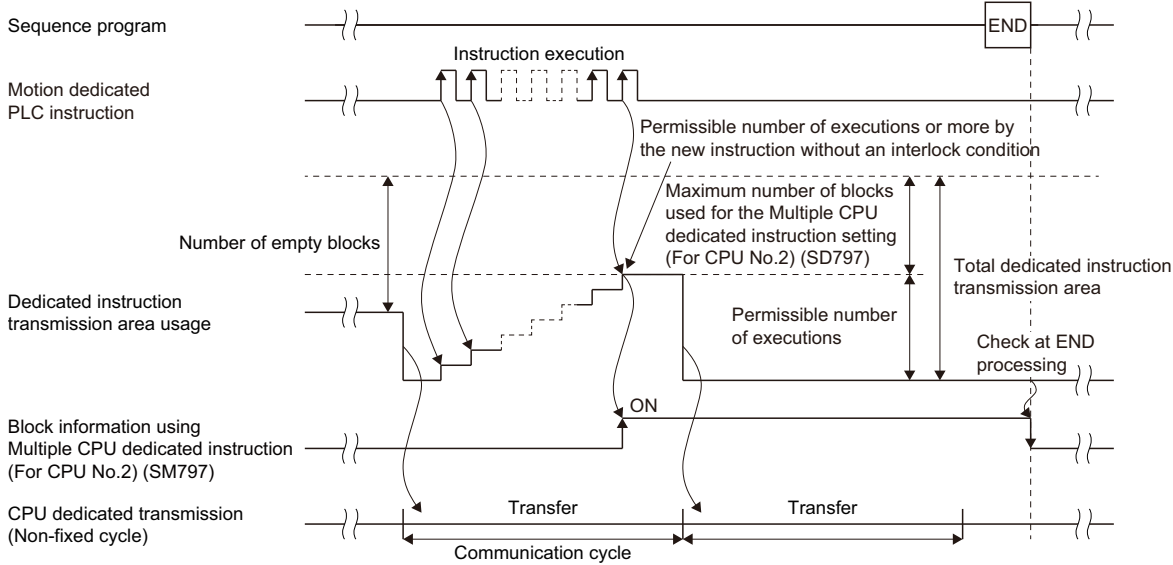 Sequence program
END
Instruction execution
Motion dedicated
PLC instruction
Permissible number of executions or more by
the new instruction without an interlock condition
Maximum number of blocks
used for the Multiple CPU
dedicated instruction setting
(For CPU No.2) (SD797)
Number of empty blocks
Total dedicated instruction
transmission area
Dedicated instruction
transmission area usage
Permissible number
of executions
Check at END
processing
ON
Block information using
Multiple CPU dedicated instruction
(For CPU No.2) (SM797)
CPU dedicated transmission
(Non-fixed cycle)
Transfer
Transfer
Communication cycle